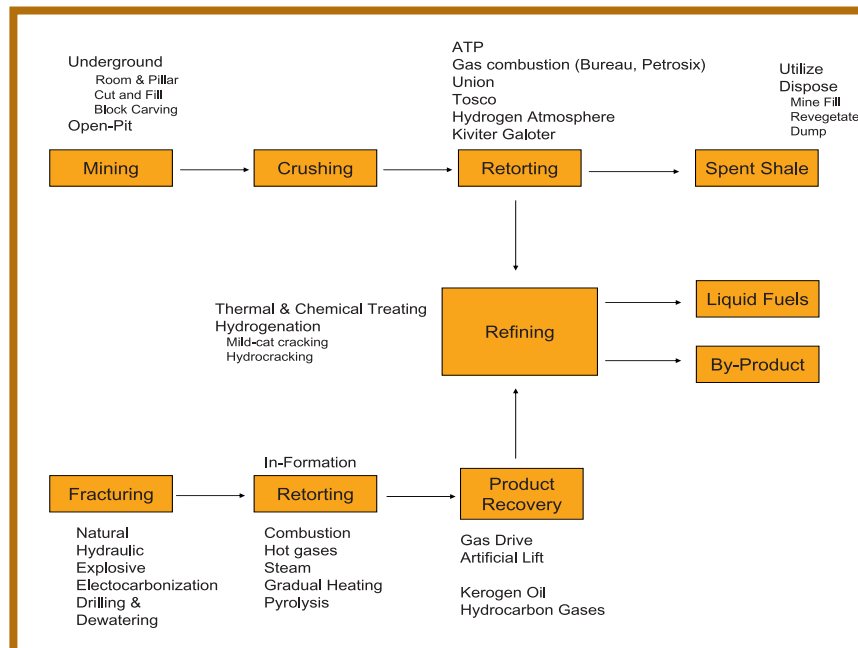 Underground
Room & Pillar
Cut and Fill
Block Carving
Open-Pit
ATP
Gas combustion (Bureau, Petrosix)
Union
Tosco
Hydrogen Atmosphere
Kiviter Galoter
Utilize
Dispose
Mine Fill
Revegetate
Dump
Mining
Crushing
Retorting
Spent Shale
Thermal & Chemical Treating
Hydrogenation
Mild-cat cracking
Hydrocracking
Refining
Liquid Fuels
By-Product
In-Formation
Fracturing
Retorting
Product
Recovery
Natural
Hydraulic
Explosive
Electocarbonization
Drilling &
Dewatering
Combustion
Hot gases
Steam
Gradual Heating
Pyrolysis
Gas Drive
Artificial Lift
Kerogen Oil
Hydrocarbon Gases